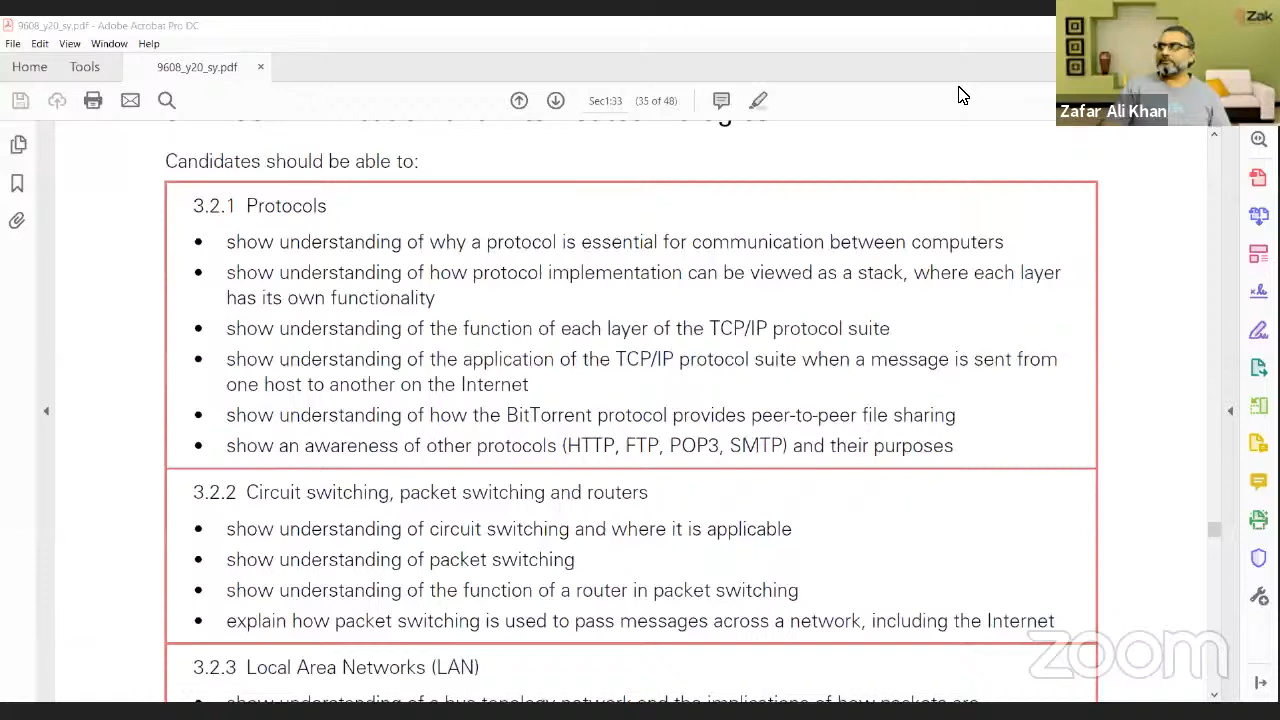 9608_y20_sy.pdf - Adobe Acrobat Pro DC
File Edit View Window Help
Home Tools 9608_y20_sy.pdf ×
Sec1:33 (35 of 48)
Zak
Zafar Ali Khan
Candidates should be able to:
3.2.1 Protocols
• show understanding of why a protocol is essential for communication between computers
• show understanding of how protocol implementation can be viewed as a stack, where each layer
has its own functionality
• show understanding of the function of each layer of the TCP/IP protocol suite
• show understanding of the application of the TCP/IP protocol suite when a message is sent from
one host to another on the Internet
• show understanding of how the BitTorrent protocol provides peer-to-peer file sharing
• show an awareness of other protocols (HTTP, FTP, POP3, SMTP) and their purposes
3.2.2 Circuit switching, packet switching and routers
• show understanding of circuit switching and where it is applicable
• show understanding of packet switching
• show understanding of the function of a router in packet switching
• explain how packet switching is used to pass messages across a network, including the Internet
zoom
3.2.3 Local Area Networks (LAN)